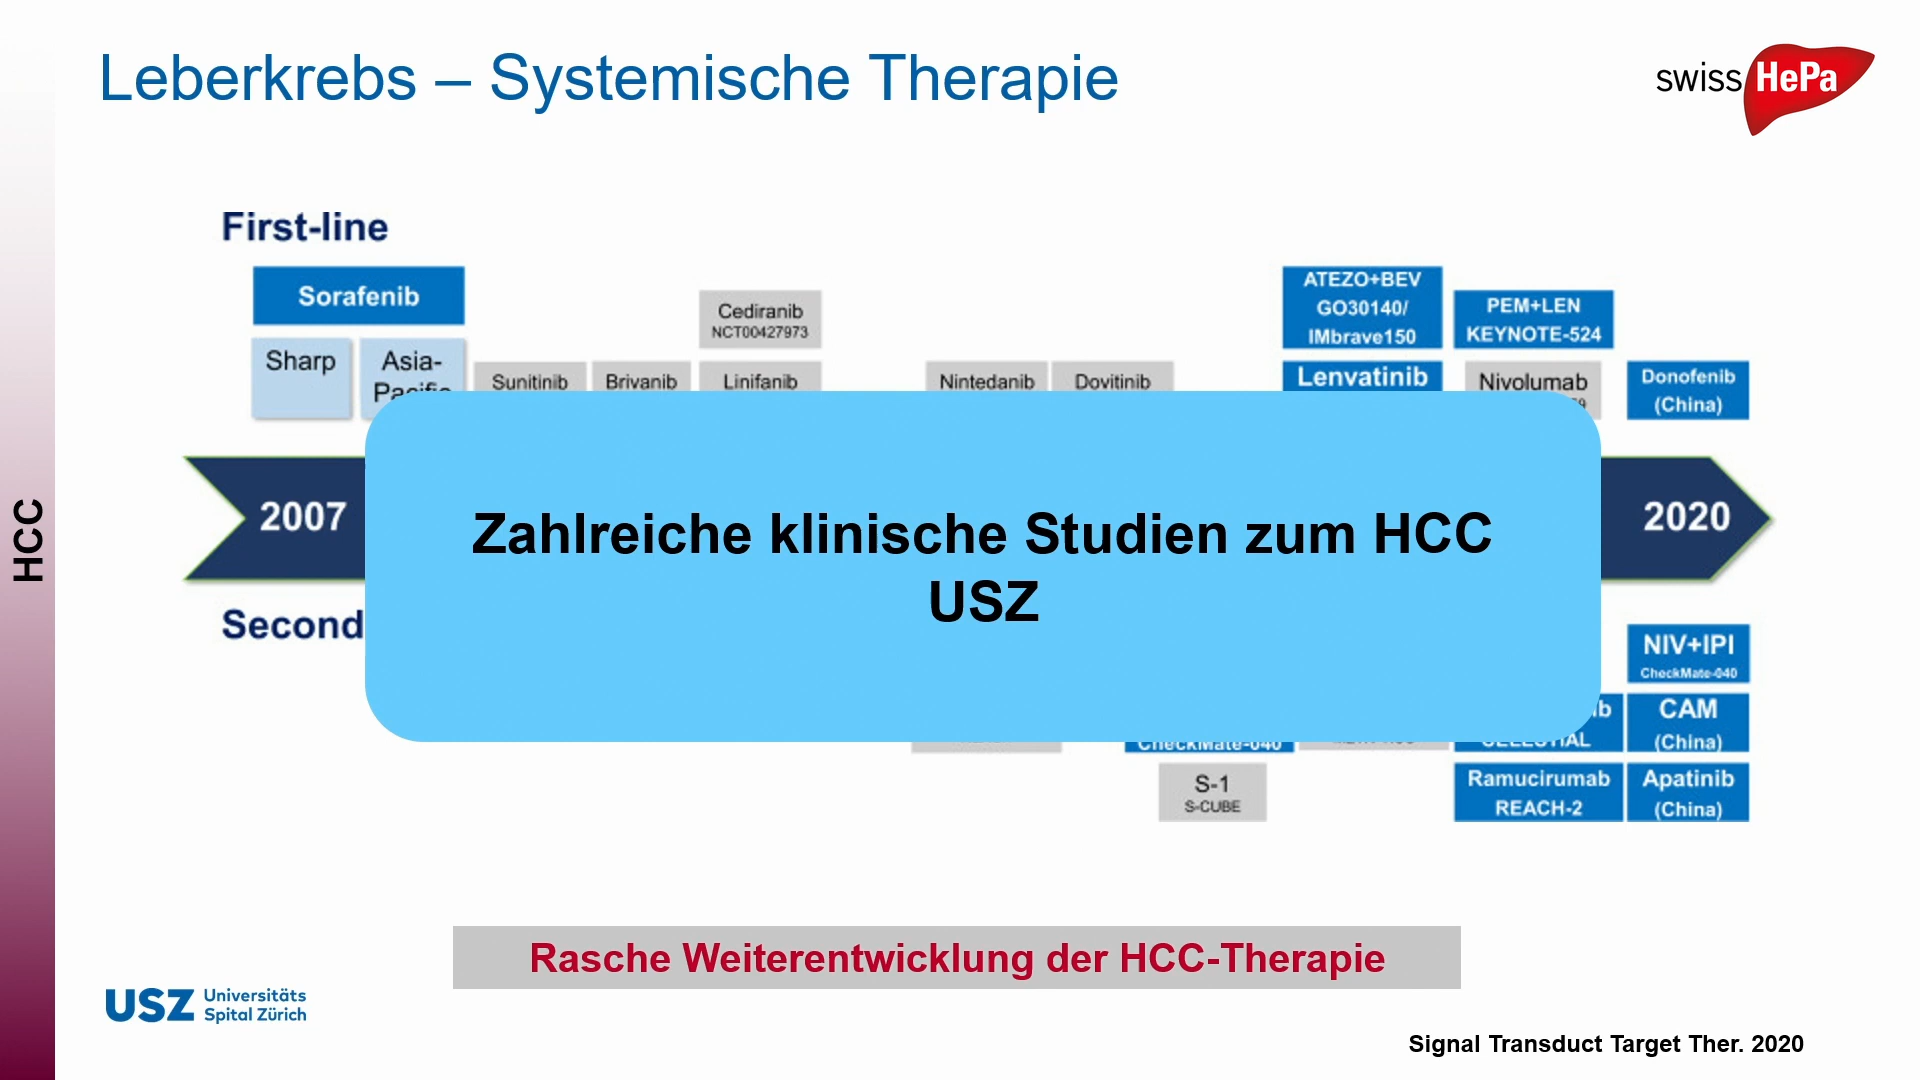 Leberkrebs – Systemische Therapie
swiss HePa
HCC
First-line
Sorafenib
Sharp
Asia-
Sunitinib
Brivanib
Cediranib
NCT00427973
Linifanib
Nintedanib
Dovitinib
ATEZO+BEV
GO30140/
IMbrave150
Lenvatinib
PEM+LEN
KEYNOTE-524
Nivolumab
Donofenib
(China)
2007
Zahlreiche klinische Studien zum HCC
USZ
2020
Second
NIV+IPI
CheckMate-040
CAM
(China)
CheckMate-040
S-1
S-CUBE
Ramucirumab
REACH-2
Apatinib
(China)
Rasche Weiterentwicklung der HCC-Therapie
USZ Universitäts
Spital Zürich
Signal Transduct Target Ther. 2020